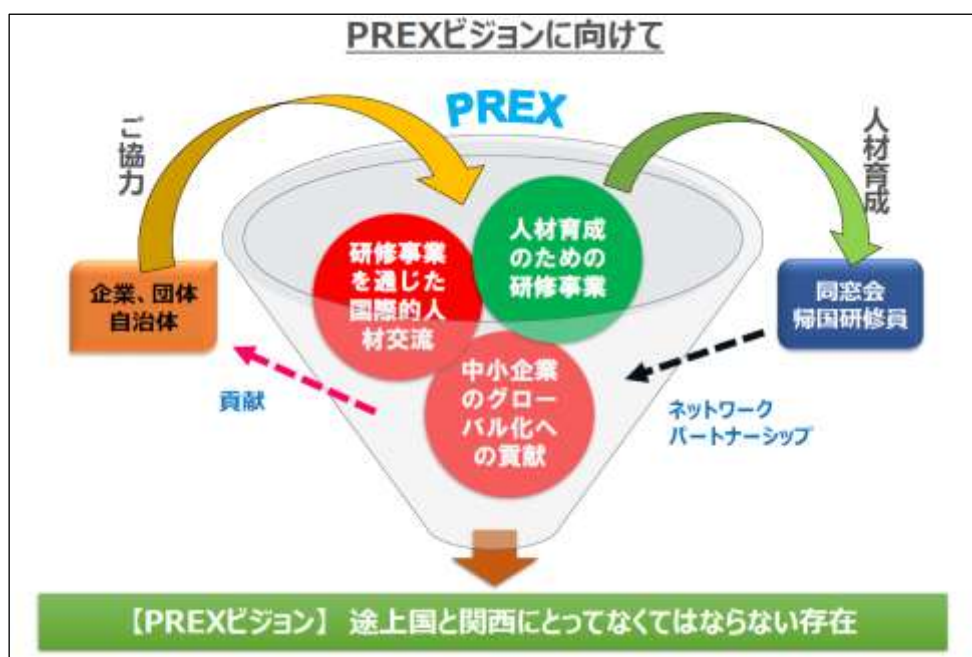 PREXビジョンに向けて
PREX
ご協力
人材育成
企業、団体
自治体
研修事業
を通じた
国際的人
材交流
人材育成
のための
研修事業
中小企業
のグロー
バル化へ
の貢献
同窓会
帰国研修員
貢献
ネットワーク
パートナーシップ
【PREXビジョン】 途上国と関西にとってなくてはならない存在